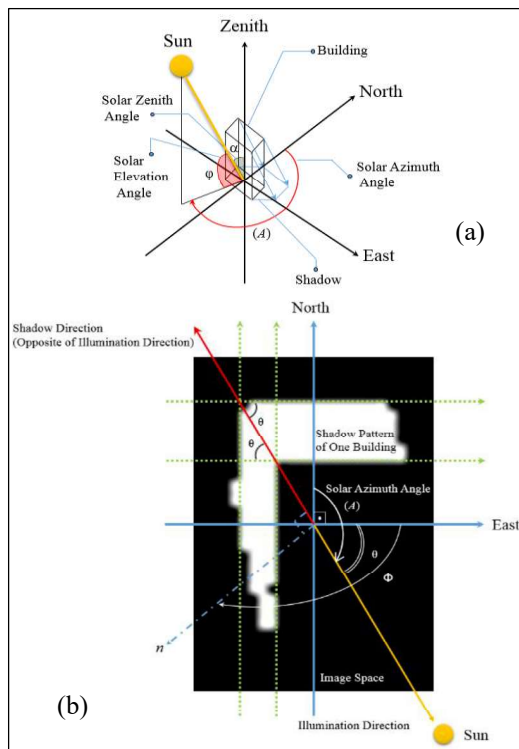 Zenith
Sun
Building
North
Solar Zenith
Angle
α
Solar
Elevation
Angle
φ
Solar Azimuth
Angle
(A)
East
Shadow
(a)
North
Shadow Direction
(Opposite of Illumination Direction)
θ
θ
Shadow Pattern
of One Building
Solar Azimuth Angle
(A)
East
θ
Φ
n
Image Space
(b)
Illumination Direction
Sun